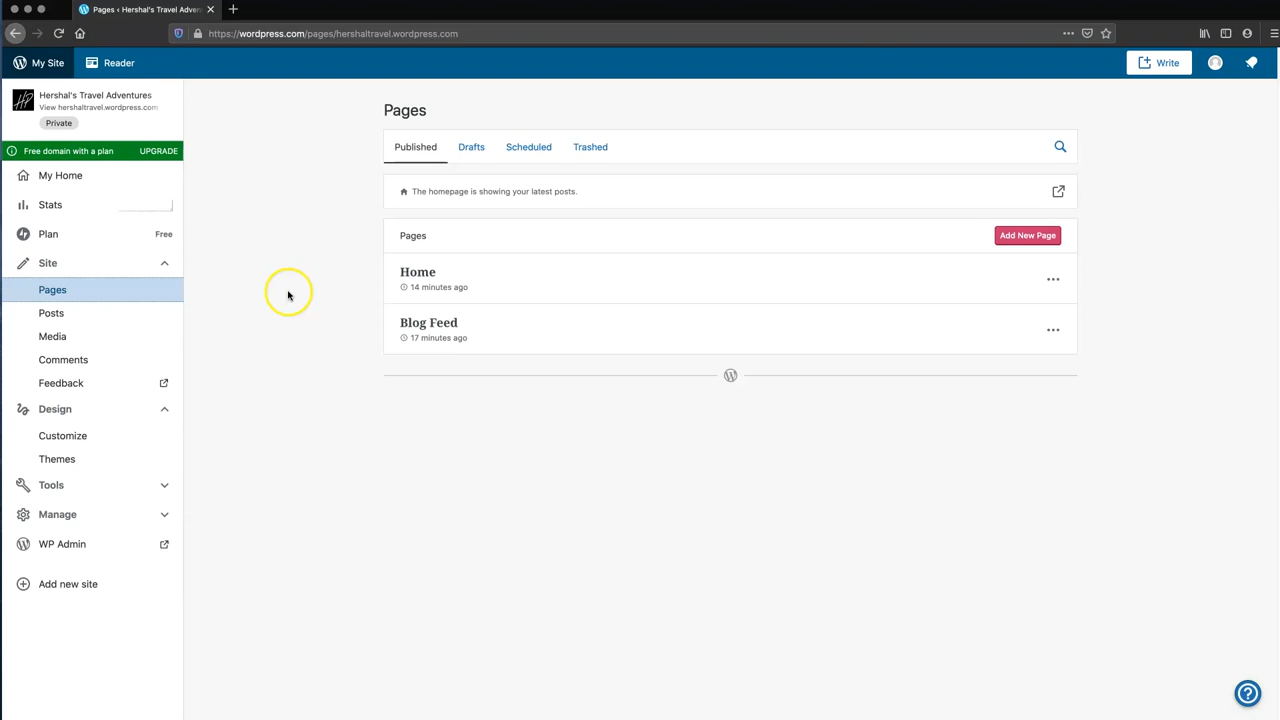 Pages < Hershal's Travel Adven
https://wordpress.com/pages/hershaltravel.wordpress.com
My Site
Reader
Write
Hershal's Travel Adventures
View hershaltravel.wordpress.com
Private
Free domain with a plan UPGRADE
My Home
Stats
Plan Free
Site
Pages
Posts
Media
Comments
Feedback
Design
Customize
Themes
Tools
Manage
WP Admin
Add new site
Pages
Published Drafts Scheduled Trashed
The homepage is showing your latest posts.
Pages Add New Page
Home
14 minutes ago
Blog Feed
17 minutes ago